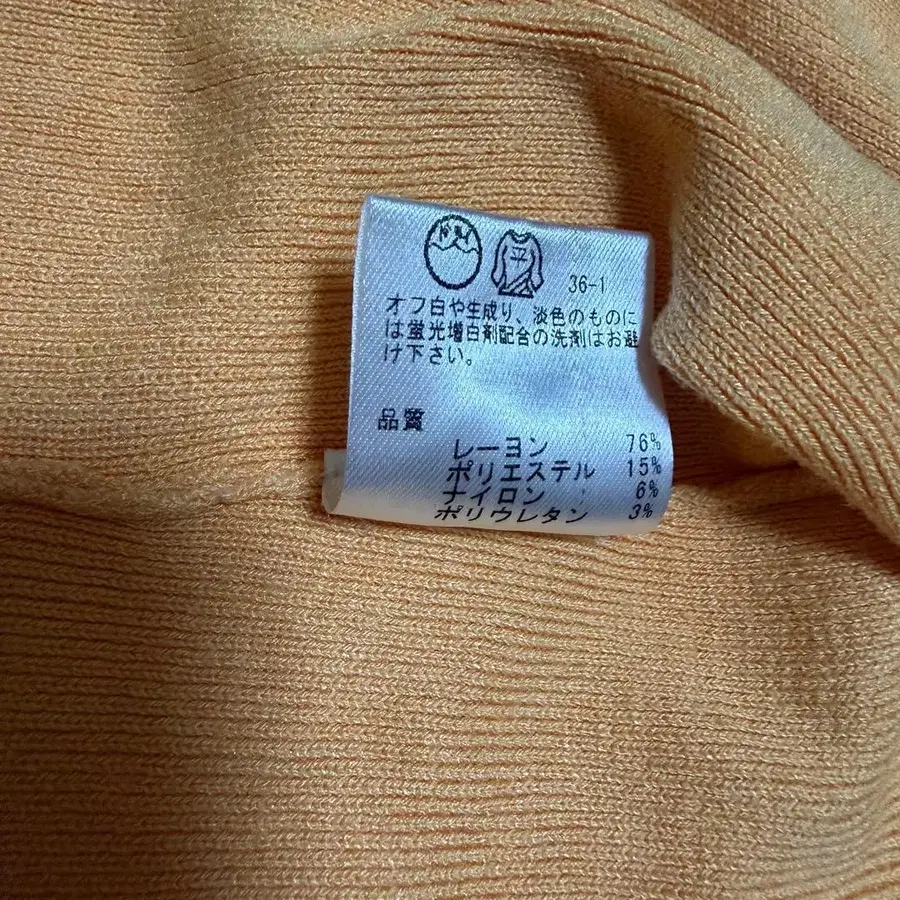 平
36-1
オフ白や生成り、淡色のものに
は蛍光増白剤配合の洗剤はお避
け下さい。
品質
レーヨン 76%
ポリエステル 15%
ナイロン : 6%
ポリウレタン 3%